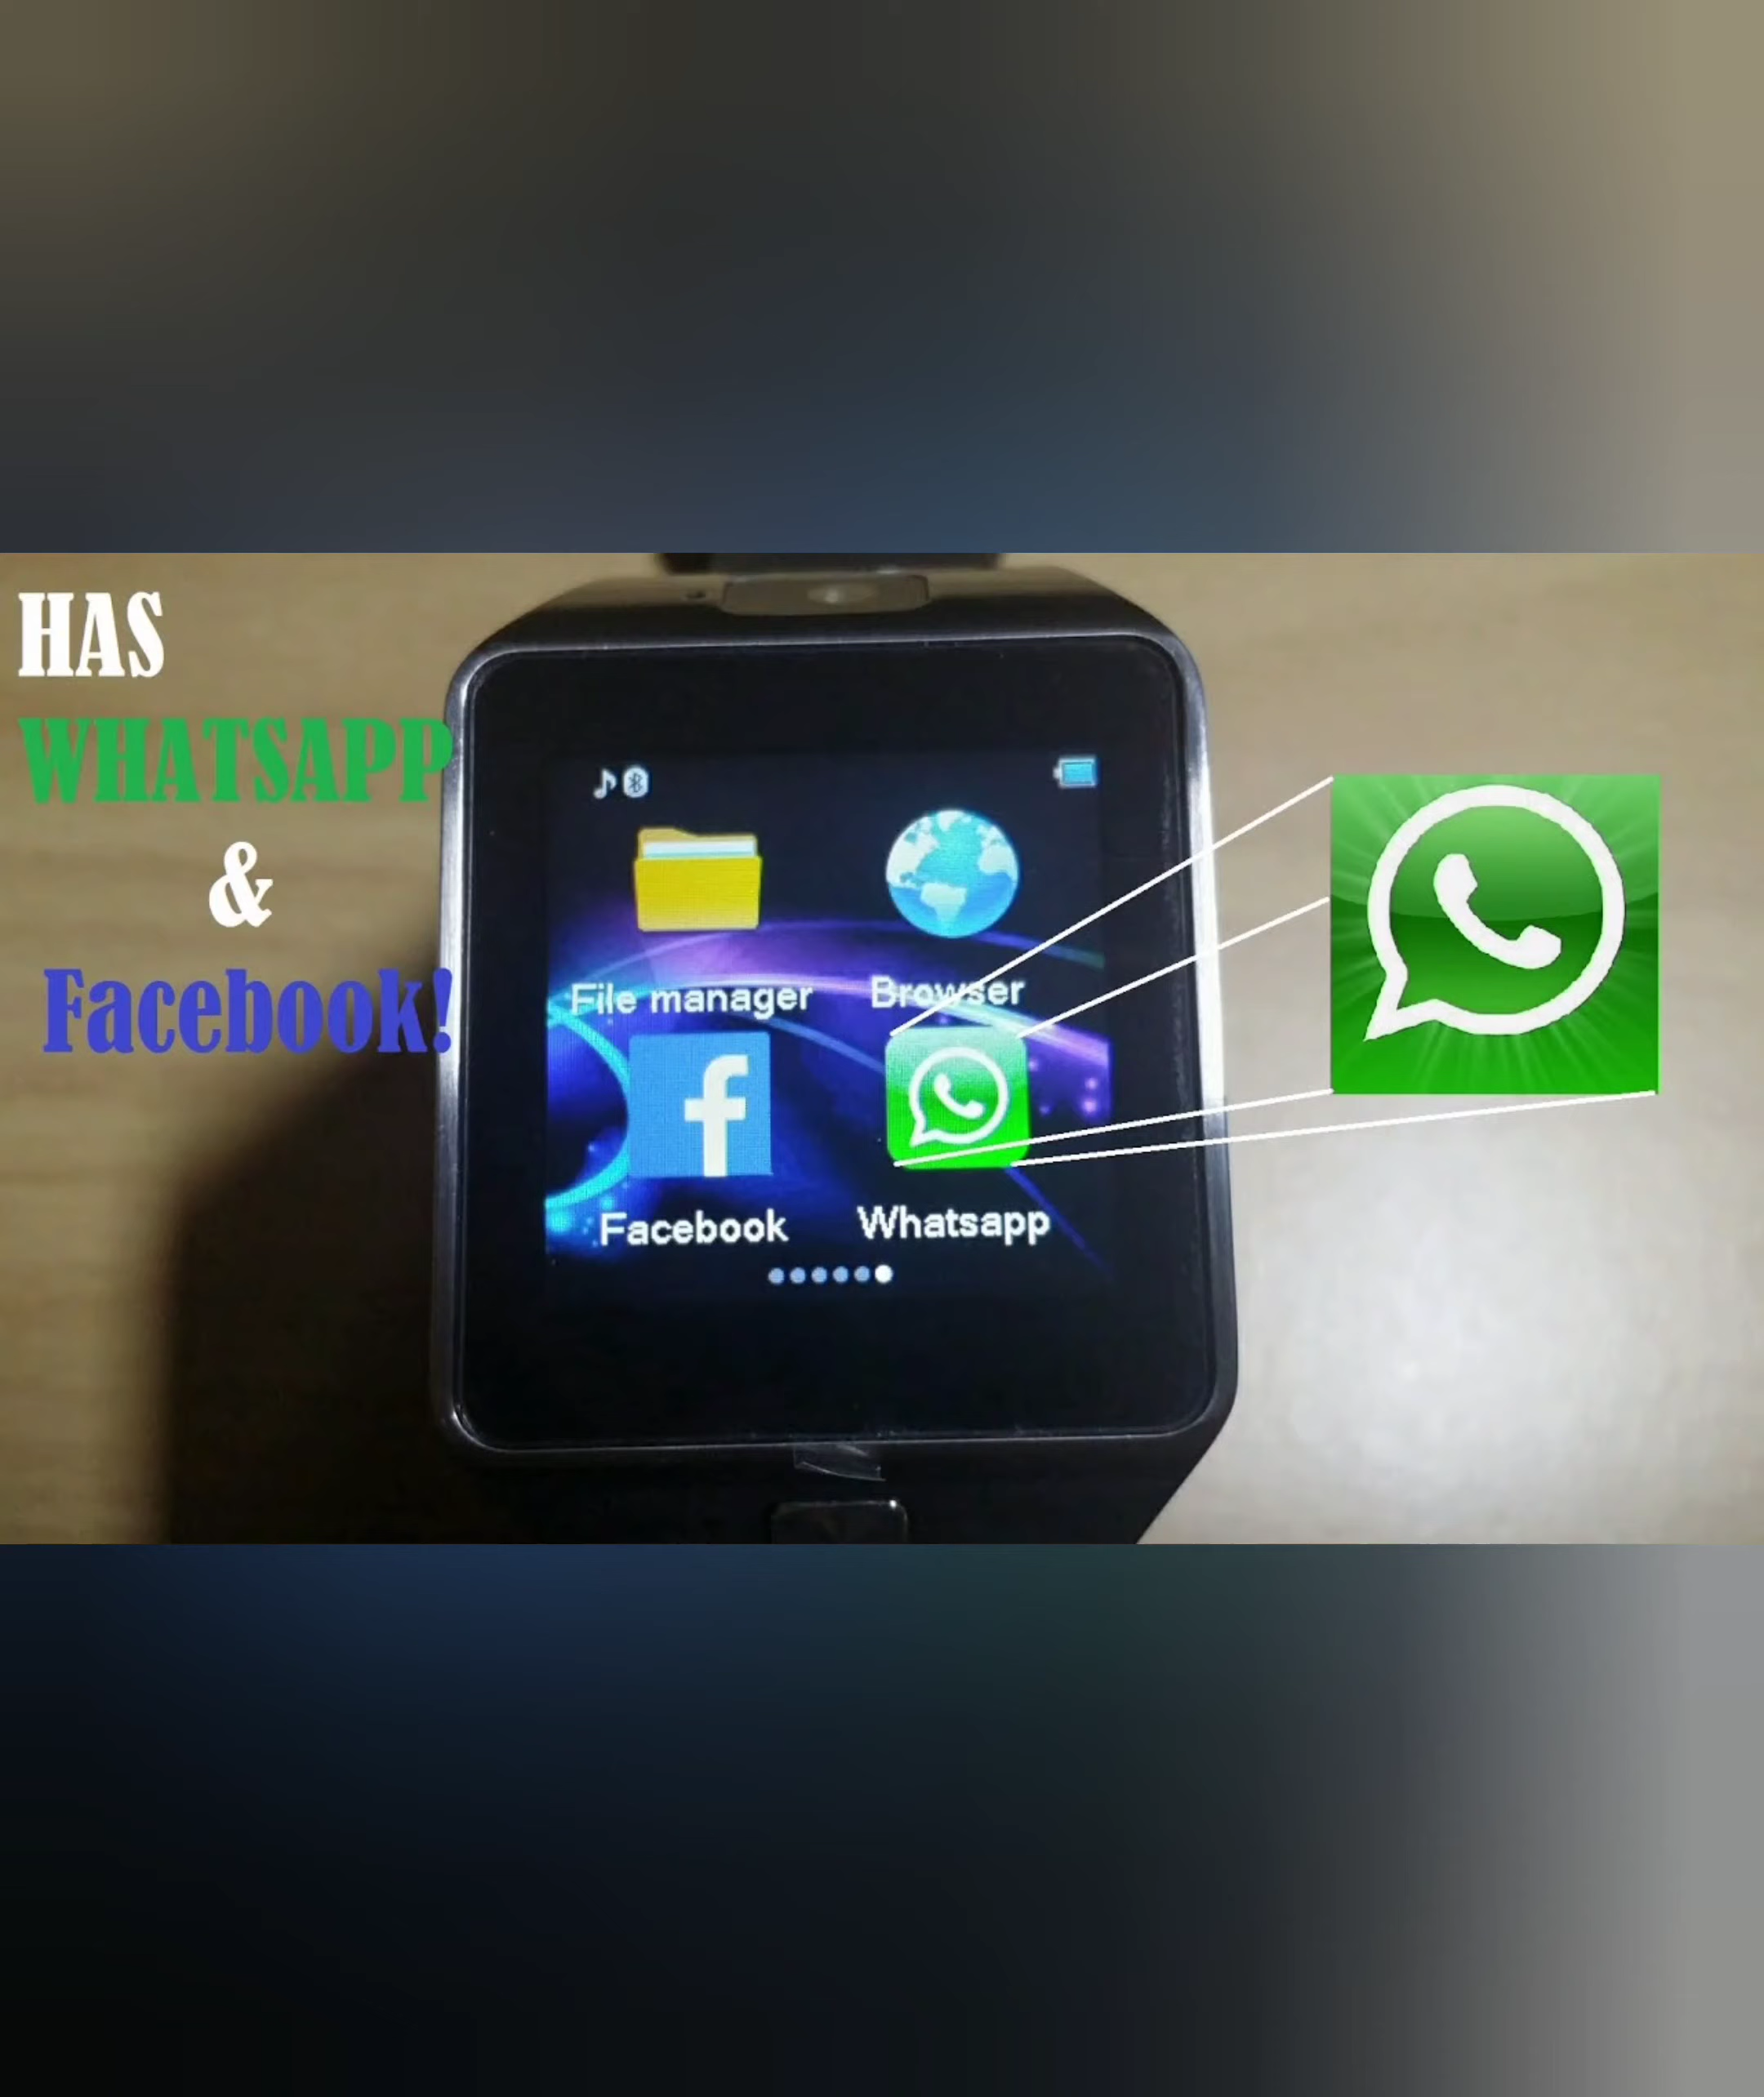 HAS
WHATSAPP
&
Facebook!
File manager
Browser
Facebook
Whatsapp